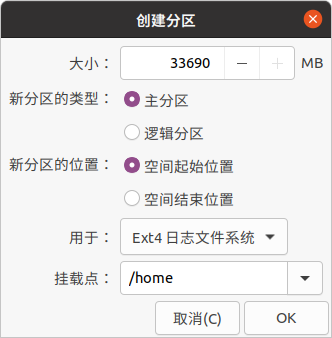 创建分区
大小： 33690 MB
新分区的类型： 主分区
逻辑分区
新分区的位置： 空间起始位置
空间结束位置
用于： Ext4 日志文件系统
挂载点： /home
取消(C) OK